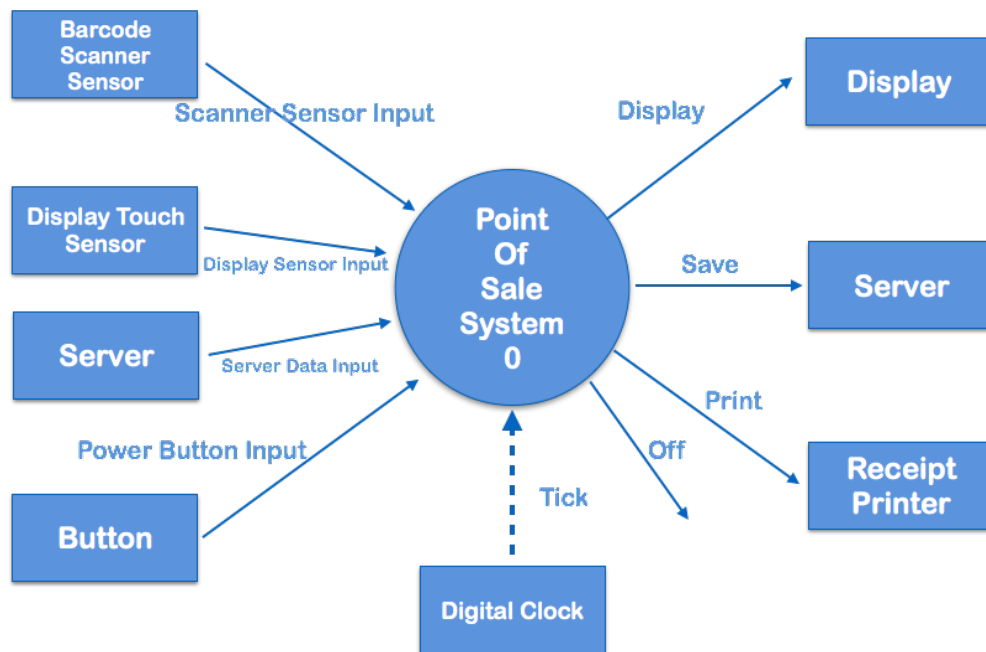 Barcode
Scanner
Sensor
Scanner Sensor Input
Display Touch
Sensor
Display Sensor Input
Server
Server Data Input
Power Button Input
Button
Point
Of
Sale
System
0
Tick
Digital Clock
Display
Display
Save
Server
Print
Off
Receipt
Printer